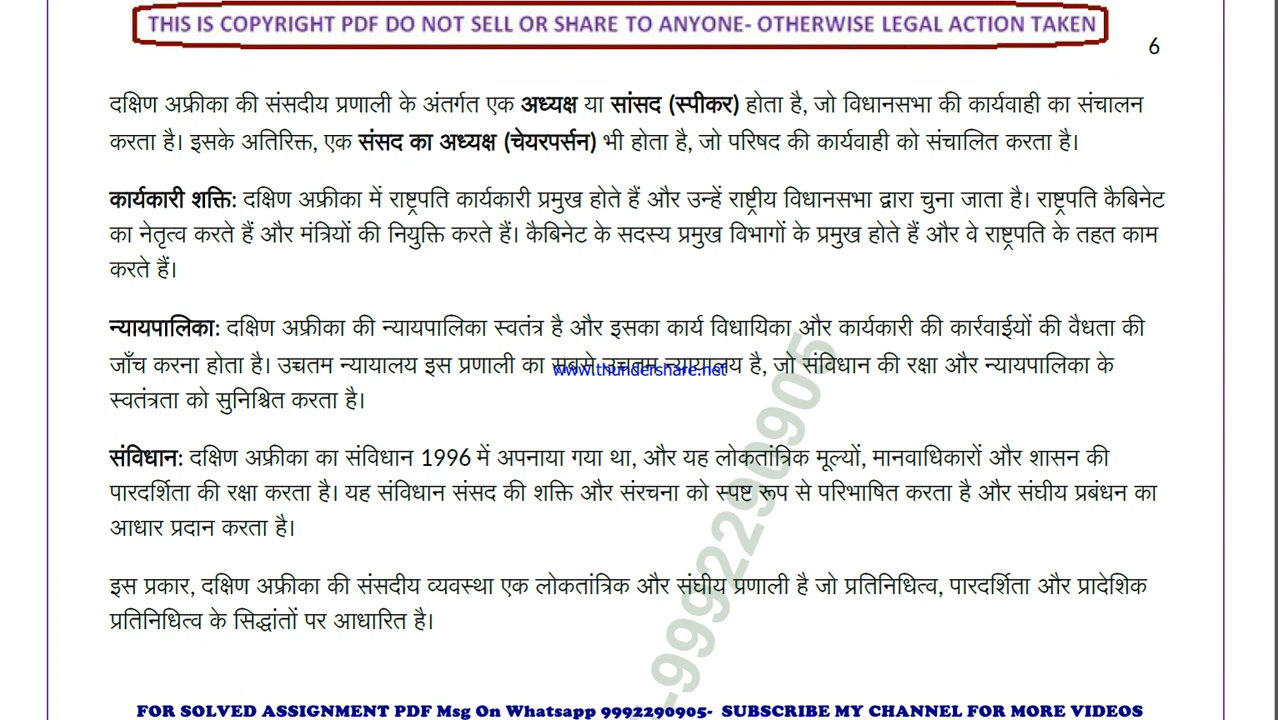 THIS IS COPYRIGHT PDF DO NOT SELL OR SHARE TO ANYONE- OTHERWISE LEGAL ACTION TAKEN
6
दक्षिण अफ्रीका की संसदीय प्रणाली के अंतर्गत एक अध्यक्ष या सांसद (स्पीकर) होता है, जो विधानसभा की कार्यवाही का संचालन
करता है। इसके अतिरिक्त, एक संसद का अध्यक्ष (चेयरपर्सन) भी होता है, जो परिषद की कार्यवाही को संचालित करता है।
कार्यकारी शक्ति: दक्षिण अफ्रीका में राष्ट्रपति कार्यकारी प्रमुख होते हैं और उन्हें राष्ट्रीय विधानसभा द्वारा चुना जाता है। राष्ट्रपति कैबिनेट
का नेतृत्व करते हैं और मंत्रियों की नियुक्ति करते हैं। कैबिनेट के सदस्य प्रमुख विभागों के प्रमुख होते हैं और वे राष्ट्रपति के तहत काम
करते हैं।
न्यायपालिका: दक्षिण अफ्रीका की न्यायपालिका स्वतंत्र है और इसका कार्य विधायिका और कार्यकारी की कार्रवाईयों की वैधता की
जाँच करना होता है। उच्चतम न्यायालय इस प्रणाली का सबसे उच्चतम न्यायालय है, जो संविधान की रक्षा और न्यायपालिका के
www.thundershare.net
स्वतंत्रता को सुनिश्चित करता है।
संविधान: दक्षिण अफ्रीका का संविधान 1996 में अपनाया गया था, और यह लोकतांत्रिक मूल्यों, मानवाधिकारों और शासन की
पारदर्शिता की रक्षा करता है। यह संविधान संसद की शक्ति और संरचना को स्पष्ट रूप से परिभाषित करता है और संघीय प्रबंधन का
आधार प्रदान करता है।
इस प्रकार, दक्षिण अफ्रीका की संसदीय व्यवस्था एक लोकतांत्रिक और संघीय प्रणाली है जो प्रतिनिधित्व, पारदर्शिता और प्रादेशिक
प्रतिनिधित्व के सिद्धांतों पर आधारित है।
-9992290905
FOR SOLVED ASSIGNMENT PDF Msg On Whatsapp 9992290905- SUBSCRIBE MY CHANNEL FOR MORE VIDEOS